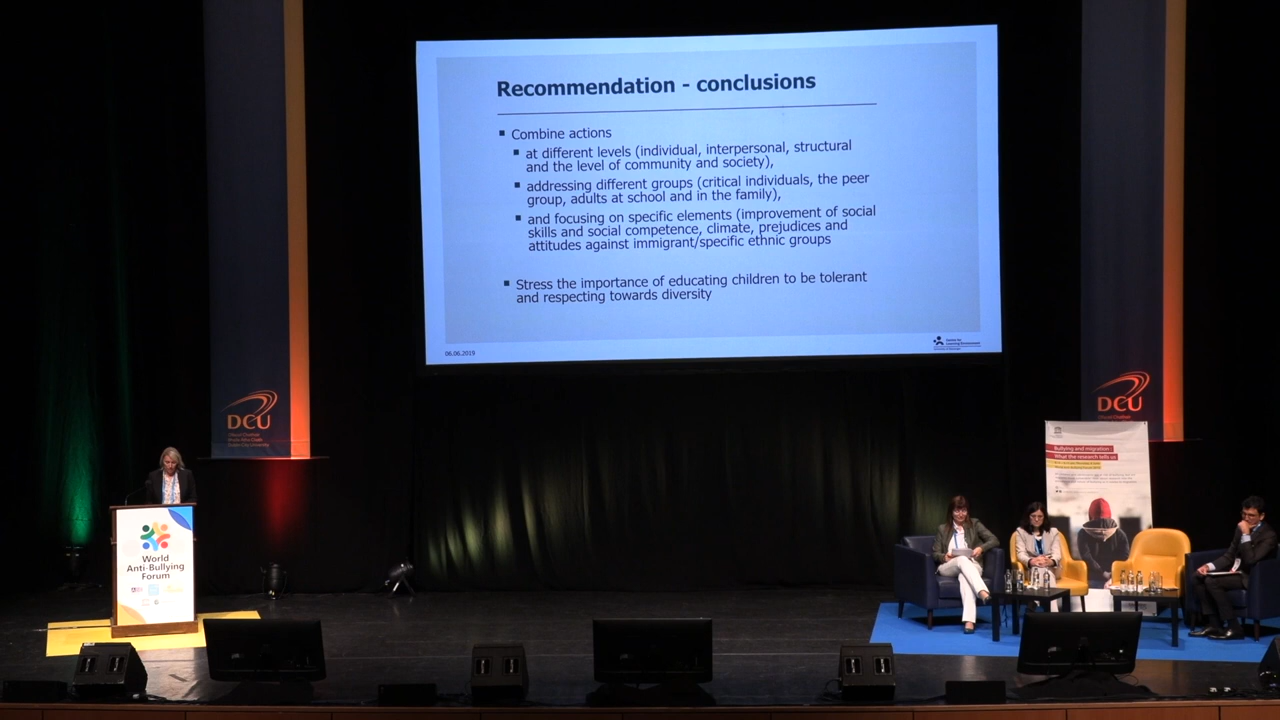 Recommendation - conclusions
▪ Combine actions
▪ at different levels (individual, interpersonal, structural
and the level of community and society),
▪ addressing different groups (critical individuals, the peer
group, adults at school and in the family),
▪ and focusing on specific elements (improvement of social
skills and social competence, climate, prejudices and
attitudes against immigrant/specific ethnic groups
▪ Stress the importance of educating children to be tolerant
and respecting towards diversity
06.06.2019
Center for
Learning Environment
DCU
DCU
World
Anti-Bullying
Forum
Bullying and migration:
What the research tells us